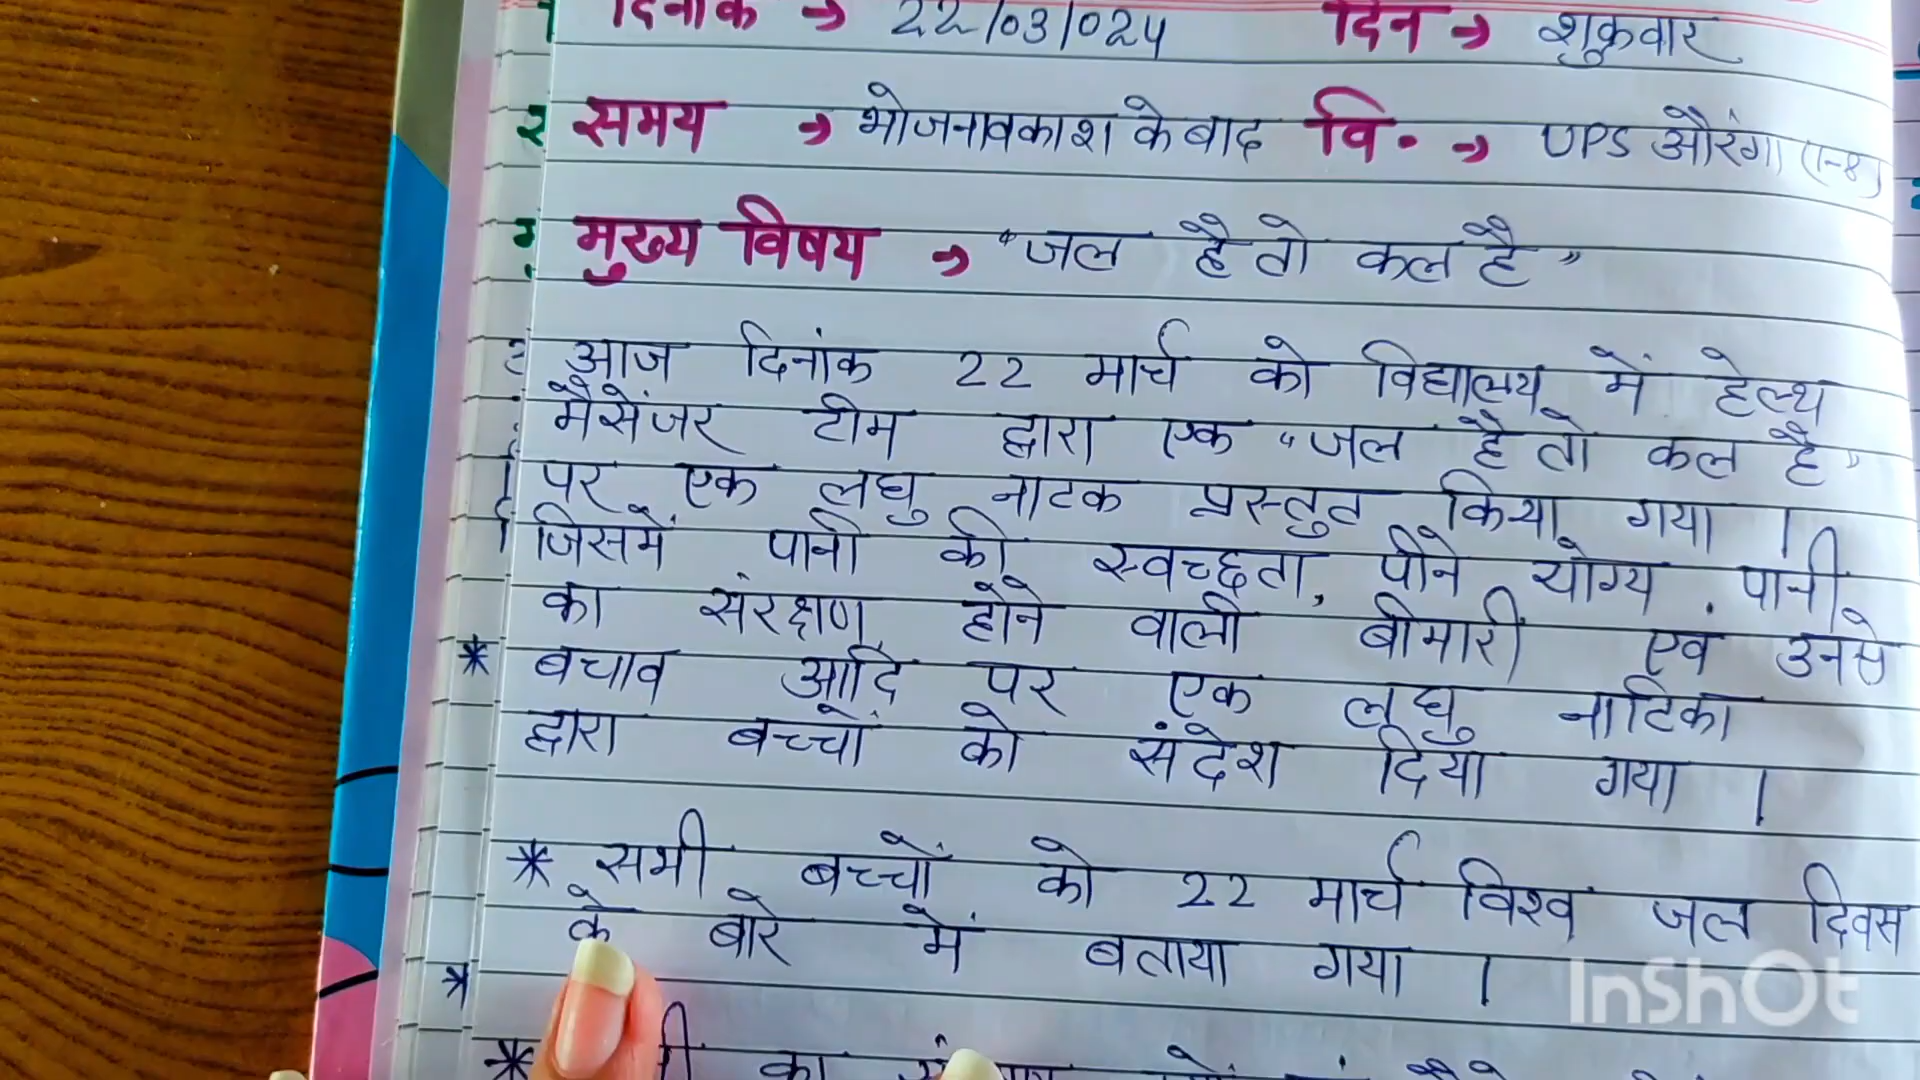 दिनांक → 22/03/024 दिन → शुक्रवार
२ समय → भोजनावकाश के बाद वि. → UPS औरंगा (1-8)
मुख्य विषय → "जल है तो कल है"
आज दिनांक 22 मार्च को विद्यालय में हेल्थ
मैसेंजर टीम द्वारा एक "जल है तो कल है"
पर एक लघु नाटक प्रस्तुत किया गया ।
जिसमें पानी की स्वच्छता, पीने योग्य पानी
का संरक्षण, होने वाली बीमारी एवं उनसे
* बचाव आदि पर एक लघु नाटिका
द्वारा बच्चों को संदेश दिया गया ।
* सभी बच्चों को 22 मार्च विश्व जल दिवस
के बारे में बताया गया ।
*
* का
InShOt